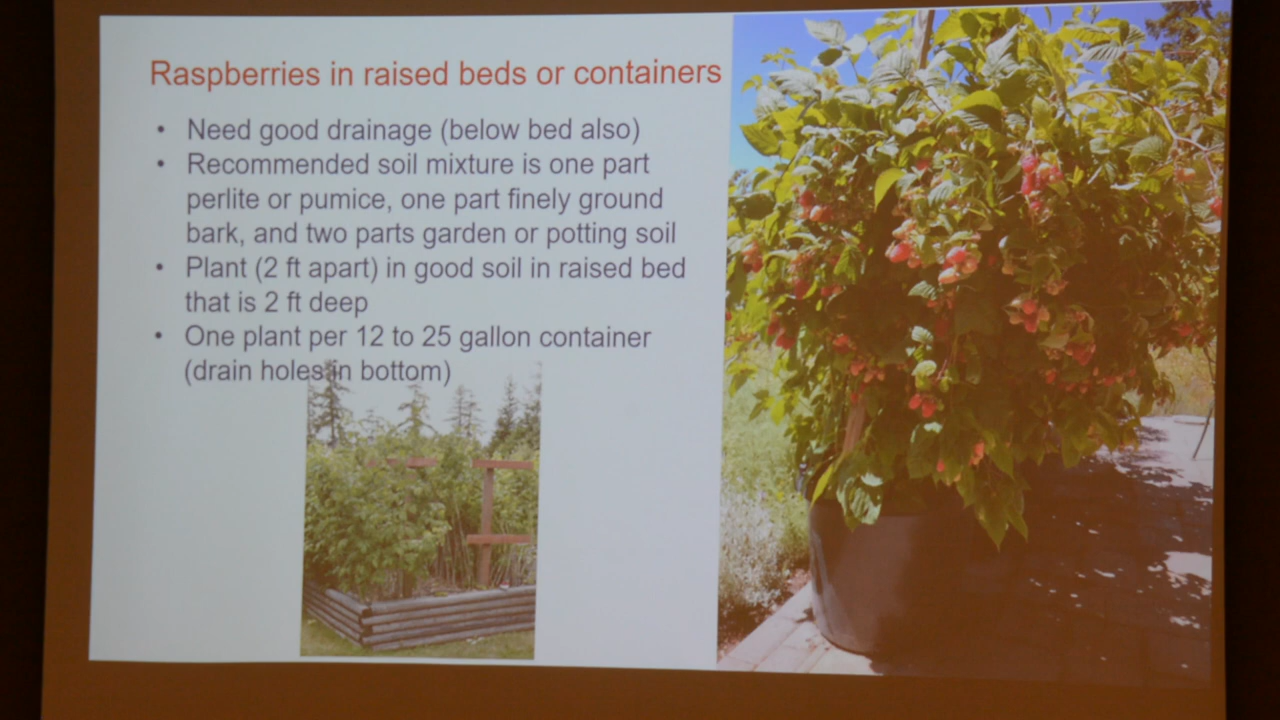 Raspberries in raised beds or containers
• Need good drainage (below bed also)
• Recommended soil mixture is one part
perlite or pumice, one part finely ground
bark, and two parts garden or potting soil
• Plant (2 ft apart) in good soil in raised bed
that is 2 ft deep
• One plant per 12 to 25 gallon container
(drain holes in bottom)